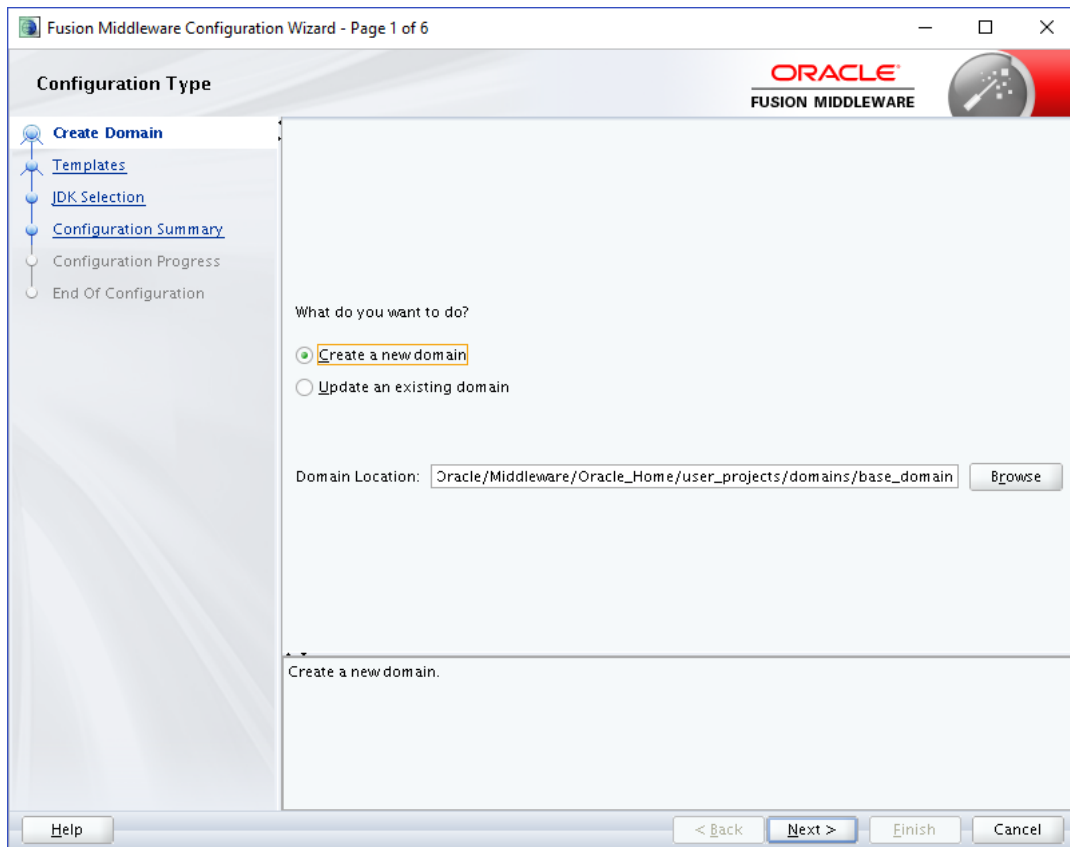 Fusion Middleware Configuration Wizard - Page 1 of 6
Configuration Type
ORACLE
FUSION MIDDLEWARE
Create Domain
Templates
JDK Selection
Configuration Summary
Configuration Progress
End Of Configuration
What do you want to do?
Create a new domain
Update an existing domain
Domain Location: Oracle/Middleware/Oracle_Home/user_projects/domains/base_domain Browse
Create a new domain.
Help < Back Next > Finish Cancel